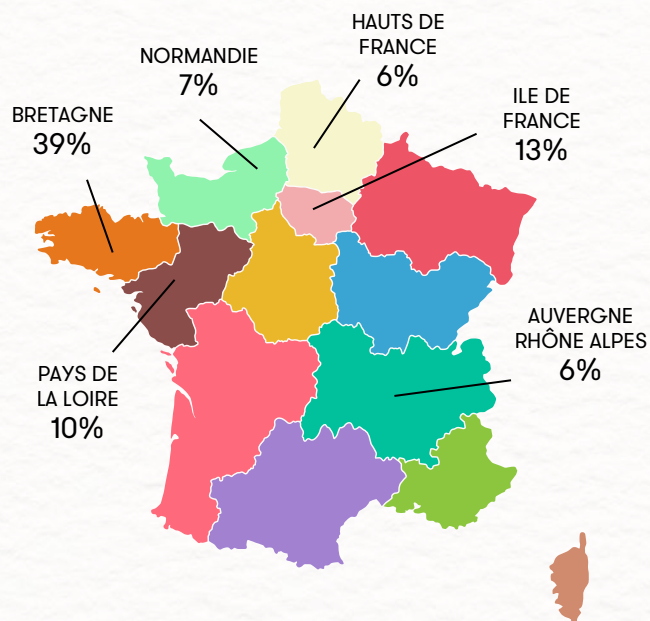 HAUTS DE
FRANCE
6%
NORMANDIE
7%
ILE DE
FRANCE
13%
BRETAGNE
39%
AUVERGNE
RHÔNE ALPES
6%
PAYS DE
LA LOIRE
10%